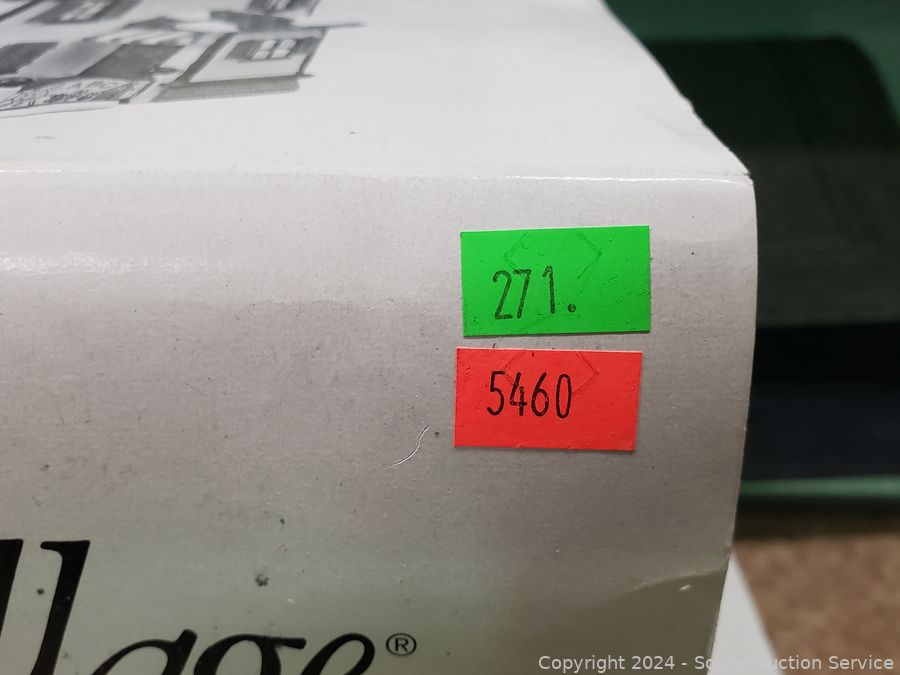 271.
5460
llage®
Copyright 2024 - Sound Auction Service